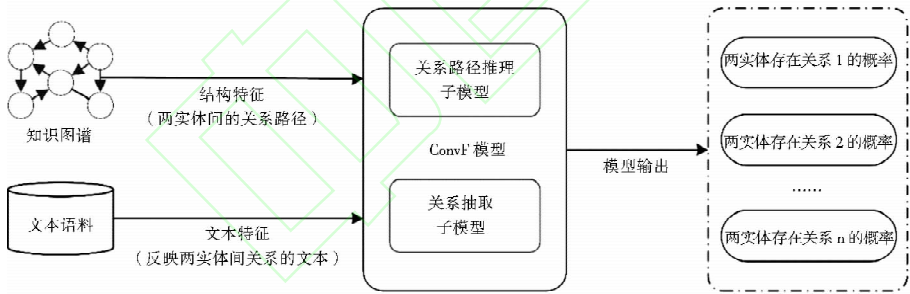 知识图谱
结构特征
（两实体间的关系路径）
文本语料
文本特征
（反映两实体间关系的文本）
关系路径推理
子模型
ConvF 模型
关系抽取
子模型
模型输出
两实体存在关系 1 的概率
两实体存在关系 2 的概率
……
两实体存在关系 n 的概率